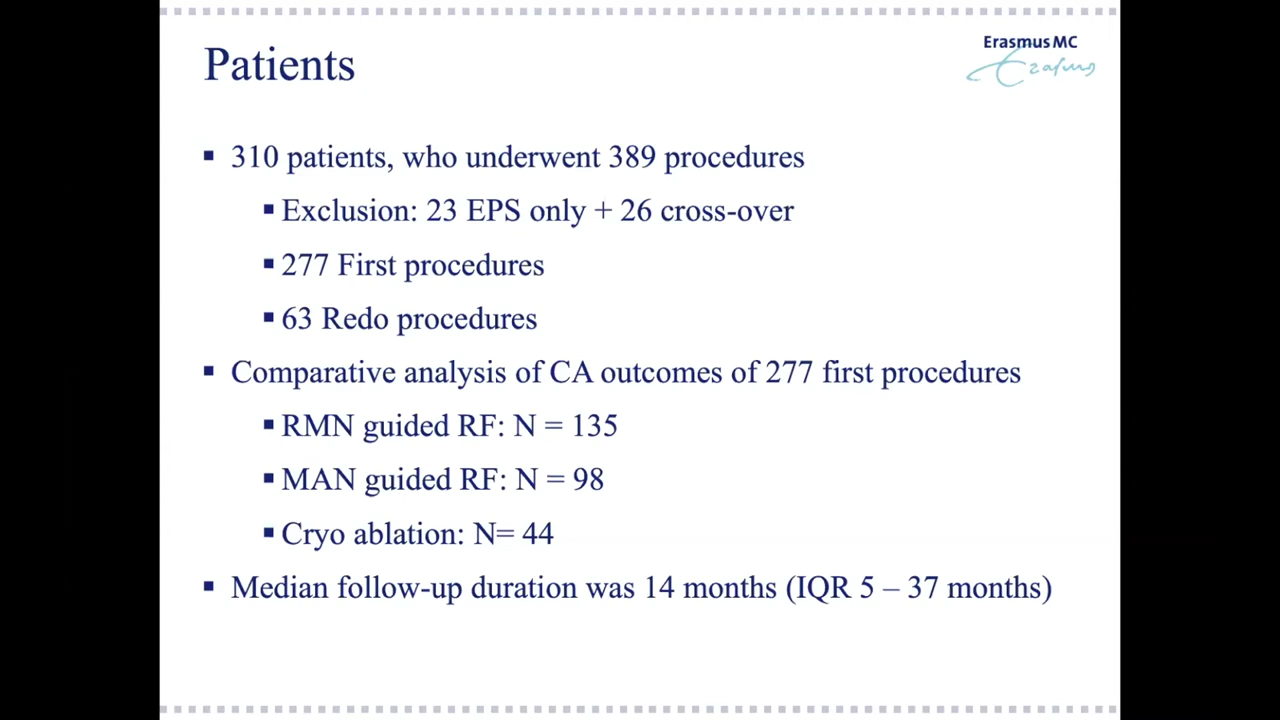 Erasmus MC
Erasmus
Patients
▪ 310 patients, who underwent 389 procedures
▪ Exclusion: 23 EPS only + 26 cross-over
▪ 277 First procedures
▪ 63 Redo procedures
▪ Comparative analysis of CA outcomes of 277 first procedures
▪ RMN guided RF: N = 135
▪ MAN guided RF: N = 98
▪ Cryo ablation: N= 44
▪ Median follow-up duration was 14 months (IQR 5 – 37 months)